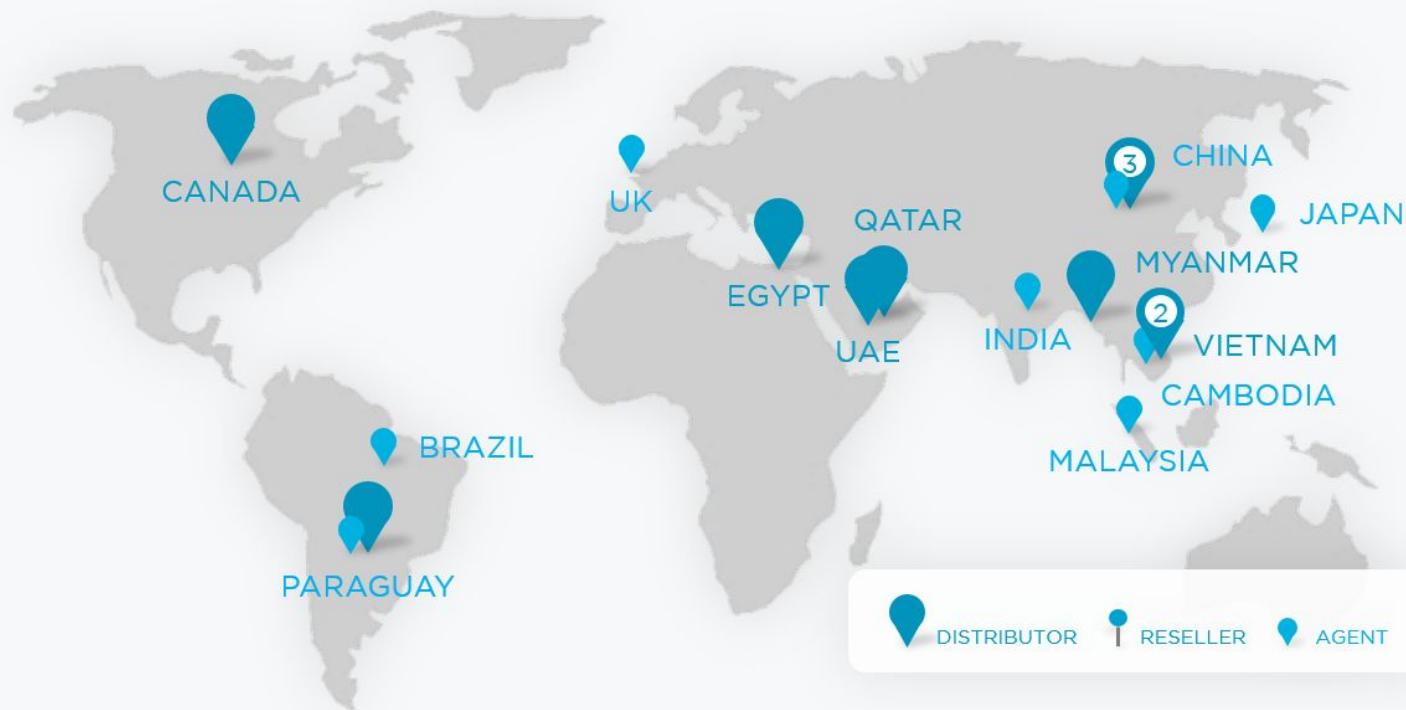 3
CHINA
CANADA
UK
QATAR
JAPAN
MYANMAR
EGYPT
2
INDIA
UAE
VIETNAM
CAMBODIA
BRAZIL
MALAYSIA
PARAGUAY
DISTRIBUTOR
RESELLER
AGENT